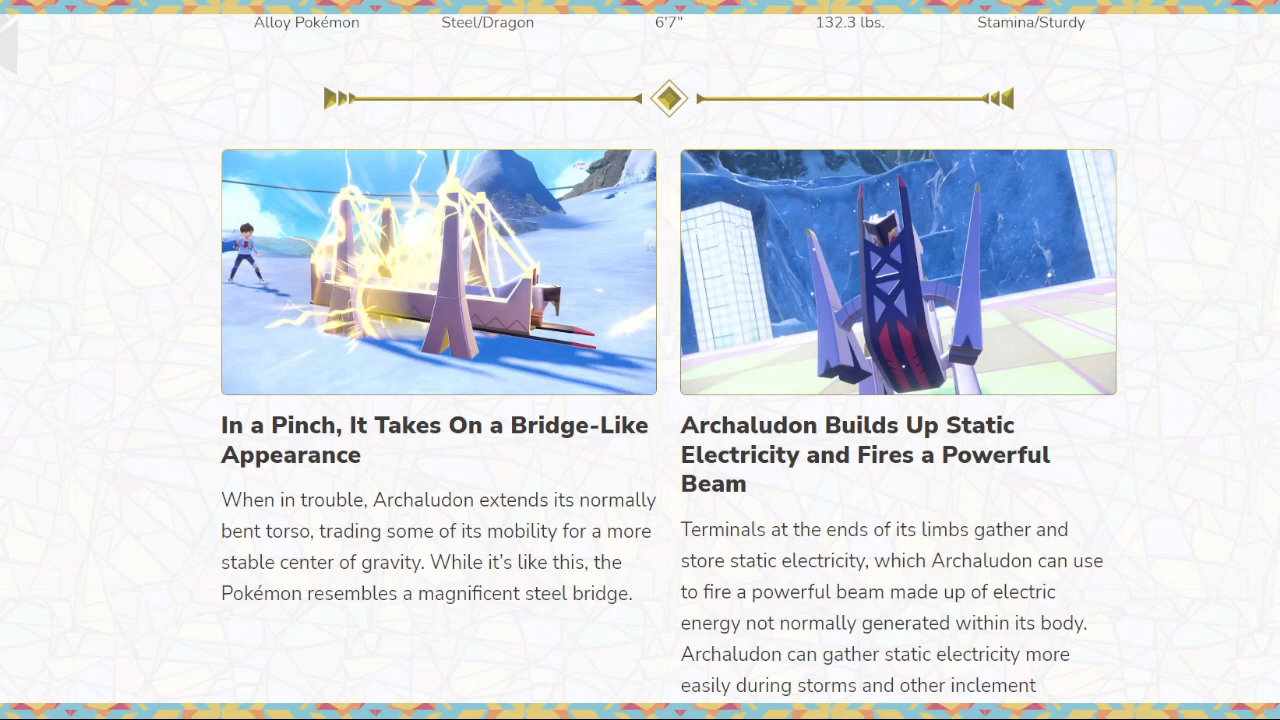 Alloy Pokémon Steel/Dragon 6'7" 132.3 lbs. Stamina/Sturdy
In a Pinch, It Takes On a Bridge-Like
Appearance
When in trouble, Archaludon extends its normally
bent torso, trading some of its mobility for a more
stable center of gravity. While it’s like this, the
Pokémon resembles a magnificent steel bridge.
Archaludon Builds Up Static
Electricity and Fires a Powerful
Beam
Terminals at the ends of its limbs gather and
store static electricity, which Archaludon can use
to fire a powerful beam made up of electric
energy not normally generated within its body.
Archaludon can gather static electricity more
easily during storms and other inclement